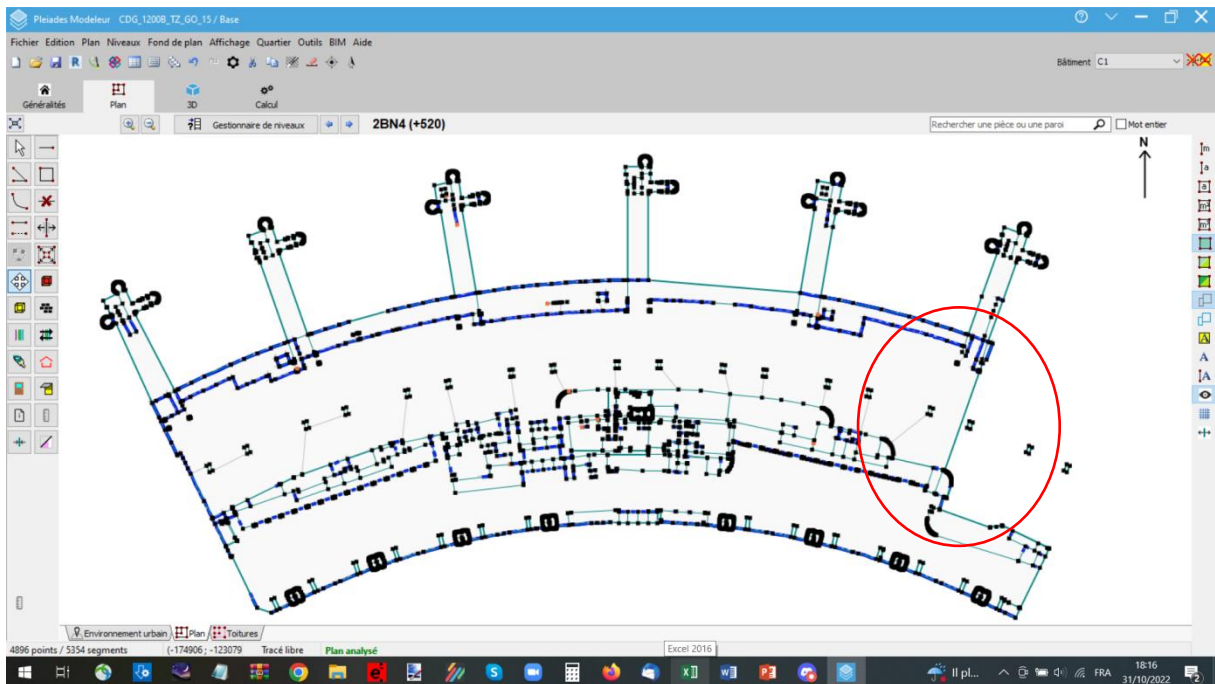 Pleiades Modeleur CDG_1200B_TZ_GO_15 / Base
Fichier Edition Plan Niveaux Fond de plan Affichage Quartier Outils BIM Aide
Bâtiment C1
Généralités Plan 3D Calcul
Gestionnaire de niveaux 2BN4 (+520) Rechercher une pièce ou une paroi Mot entier
N
Environnement urbain Plan Toitures
4896 points / 5354 segments (-174906 ; -123079) Tracé libre Plan analysé Excel 2016
Il pl... FRA 18:16
31/10/2022